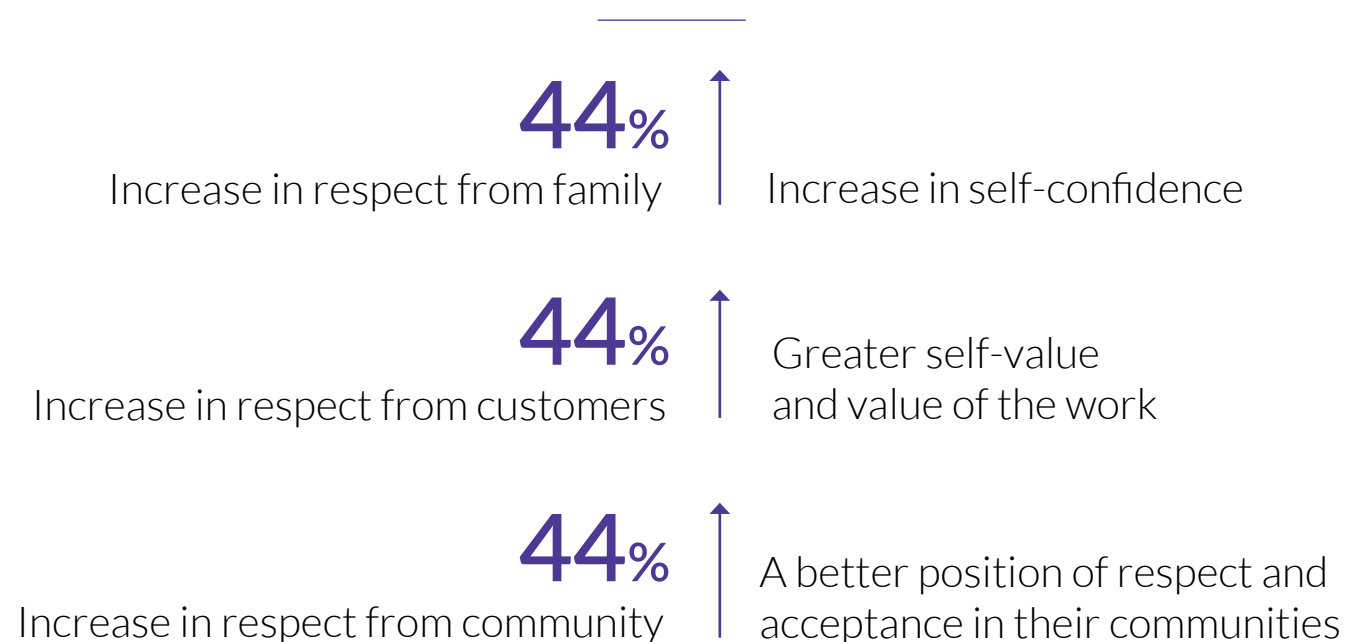 44%
Increase in respect from family
Increase in self-confidence
44%
Increase in respect from customers
Greater self-value
and value of the work
44%
Increase in respect from community
A better position of respect and
acceptance in their communities